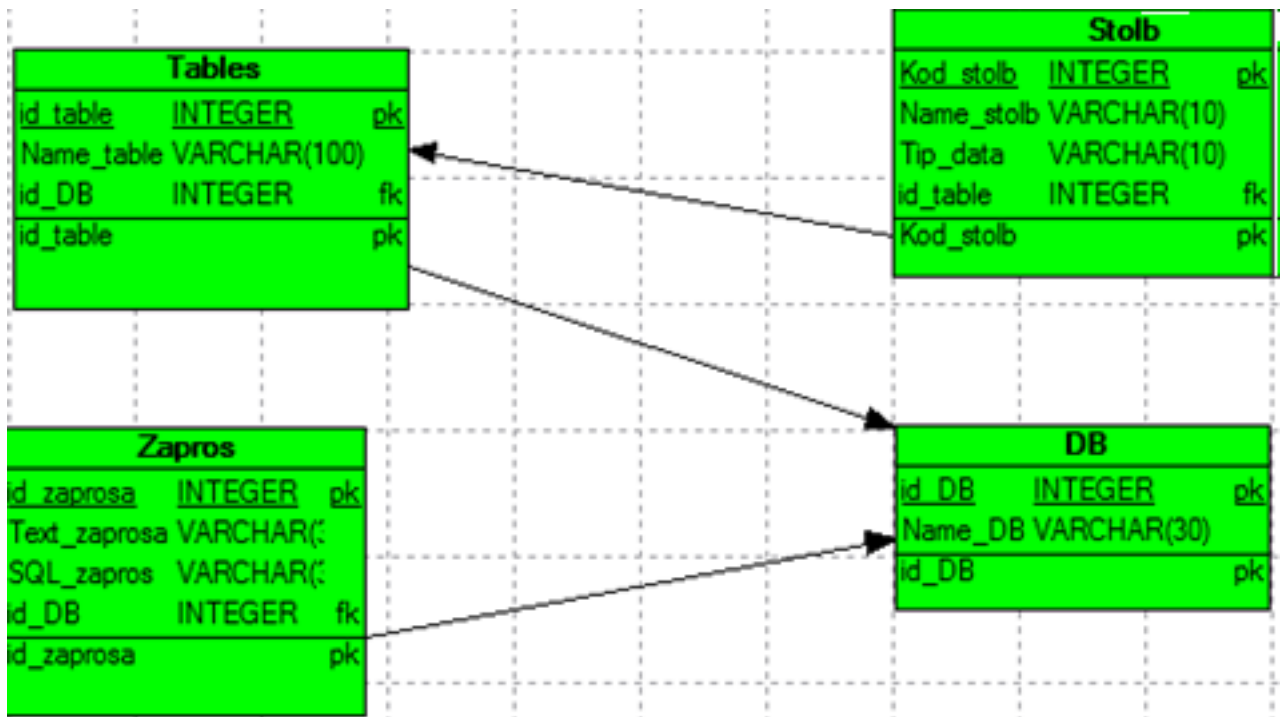 Tables
id_table INTEGER pk
Name_table VARCHAR(100)
id_DB INTEGER fk
id_table pk
Stolb
Kod_stolb INTEGER pk
Name_stolb VARCHAR(10)
Tip_data VARCHAR(10)
id_table INTEGER fk
Kod_stolb pk
Zapros
id_zaprosa INTEGER pk
Text_zaprosa
SQL_zapros
id_DB INTEGER fk
id_zaprosa pk
DB
id_DB INTEGER pk
Name_DB VARCHAR(30)
id_DB pk